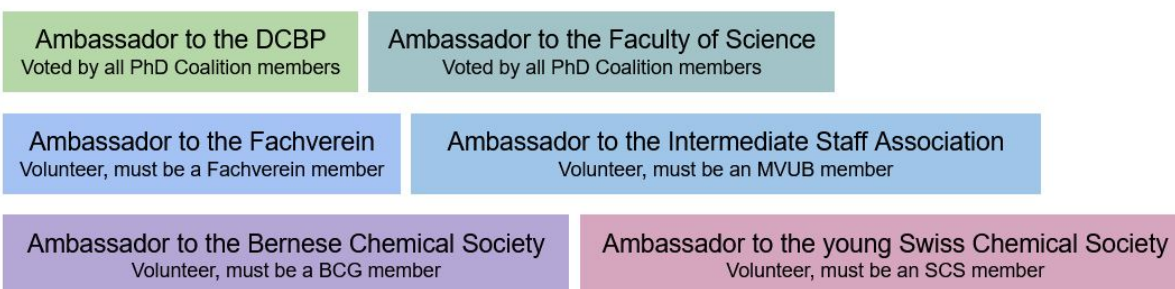 Ambassador to the DCBP
Voted by all PhD Coalition members
Ambassador to the Faculty of Science
Voted by all PhD Coalition members
Ambassador to the Fachverein
Volunteer, must be a Fachverein member
Ambassador to the Intermediate Staff Association
Volunteer, must be an MVUB member
Ambassador to the Bernese Chemical Society
Volunteer, must be a BCG member
Ambassador to the young Swiss Chemical Society
Volunteer, must be an SCS member